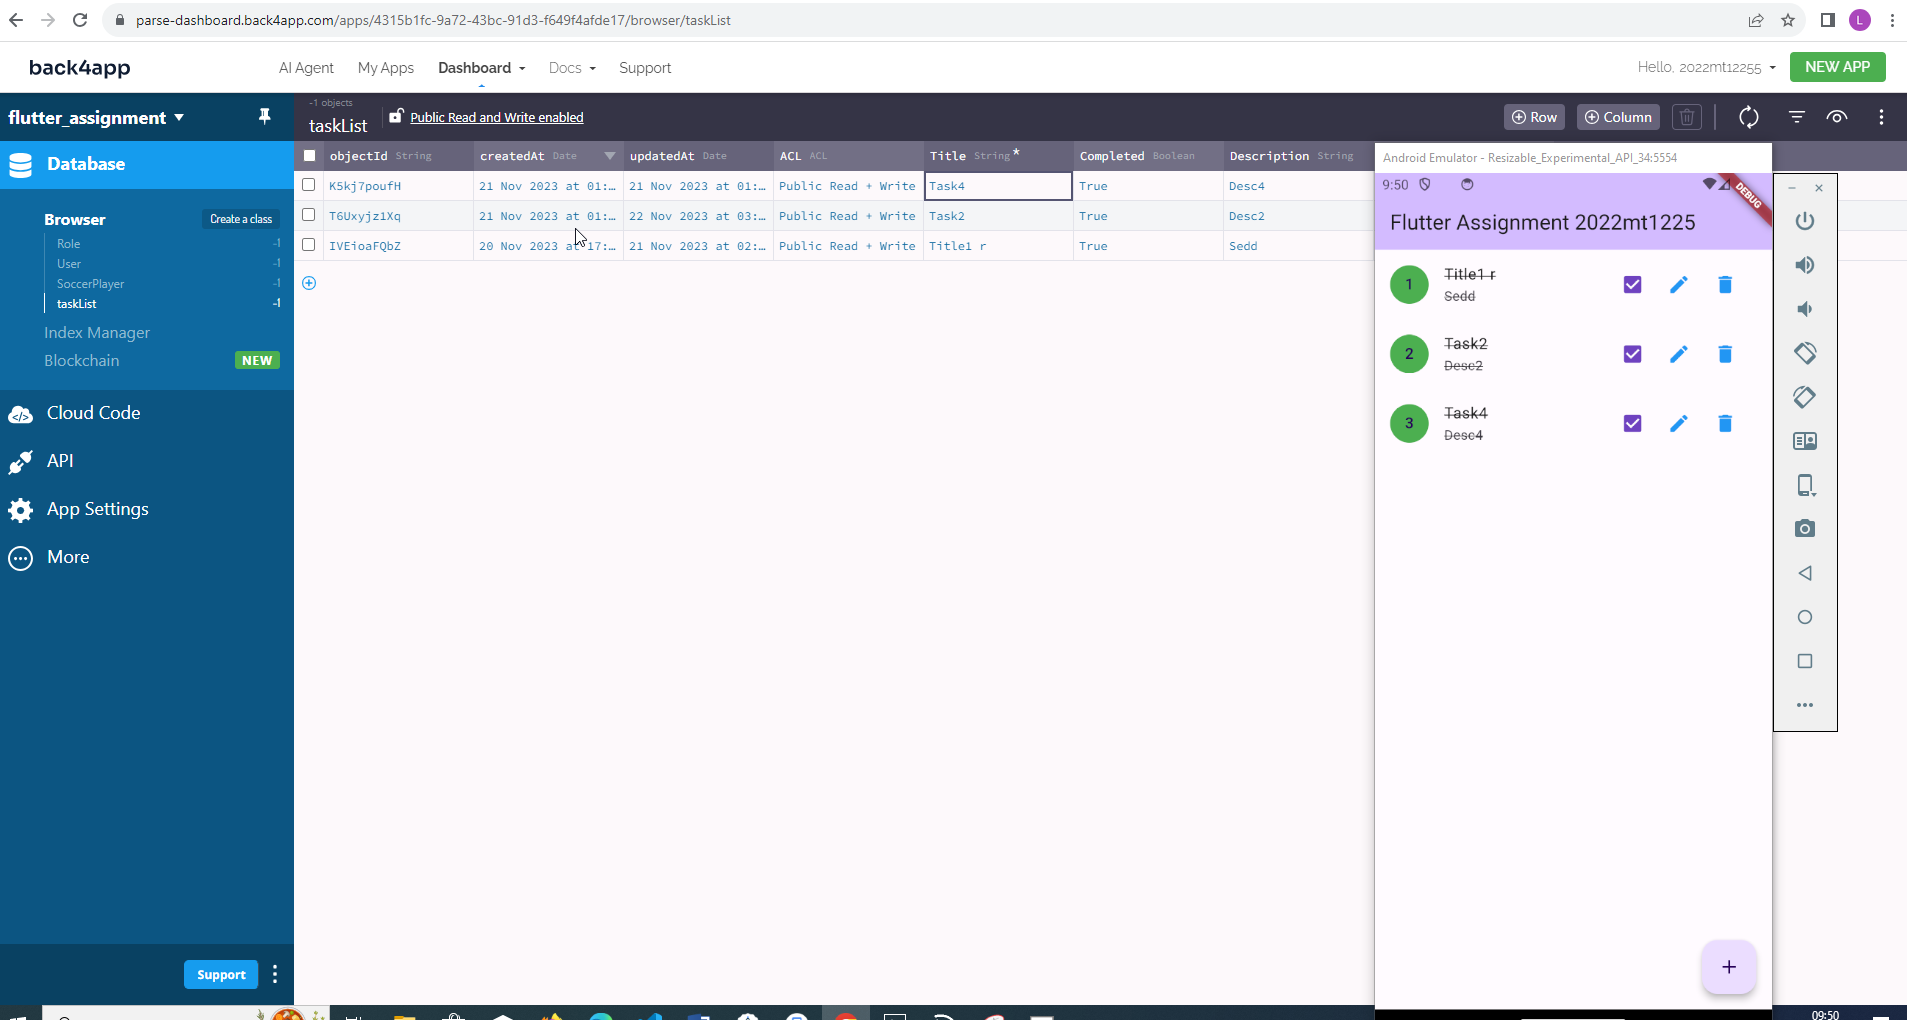 parse-dashboard.back4app.com/apps/4315b1fc-9a72-43bc-91d3-f649f4afde17/browser/taskList
L
back4app
AI Agent My Apps Dashboard Docs Support
Hello, 2022mt12255 NEW APP
flutter_assignment
-1 objects
taskList Public Read and Write enabled
Row Column
Database
Browser Create a class
Role -1
User -1
SoccerPlayer -1
taskList -1
Index Manager
Blockchain NEW
Cloud Code
API
App Settings
More
Support
objectId String createdAt Date updatedAt Date ACL ACL Title String* Completed Boolean Description String
K5kj7poufH 21 Nov 2023 at 01:… 21 Nov 2023 at 01:… Public Read + Write Task4 True Desc4
T6Uxyjz1Xq 21 Nov 2023 at 01:… 22 Nov 2023 at 03:… Public Read + Write Task2 True Desc2
IVEioaFQbZ 20 Nov 2023 at 17:… 21 Nov 2023 at 02:… Public Read + Write Title1 r True Sedd
Android Emulator - Resizable_Experimental_API_34:5554
9:50
DEBUG
Flutter Assignment 2022mt1225
1 Title1 r
Sedd
2 Task2
Desc2
3 Task4
Desc4
09:50